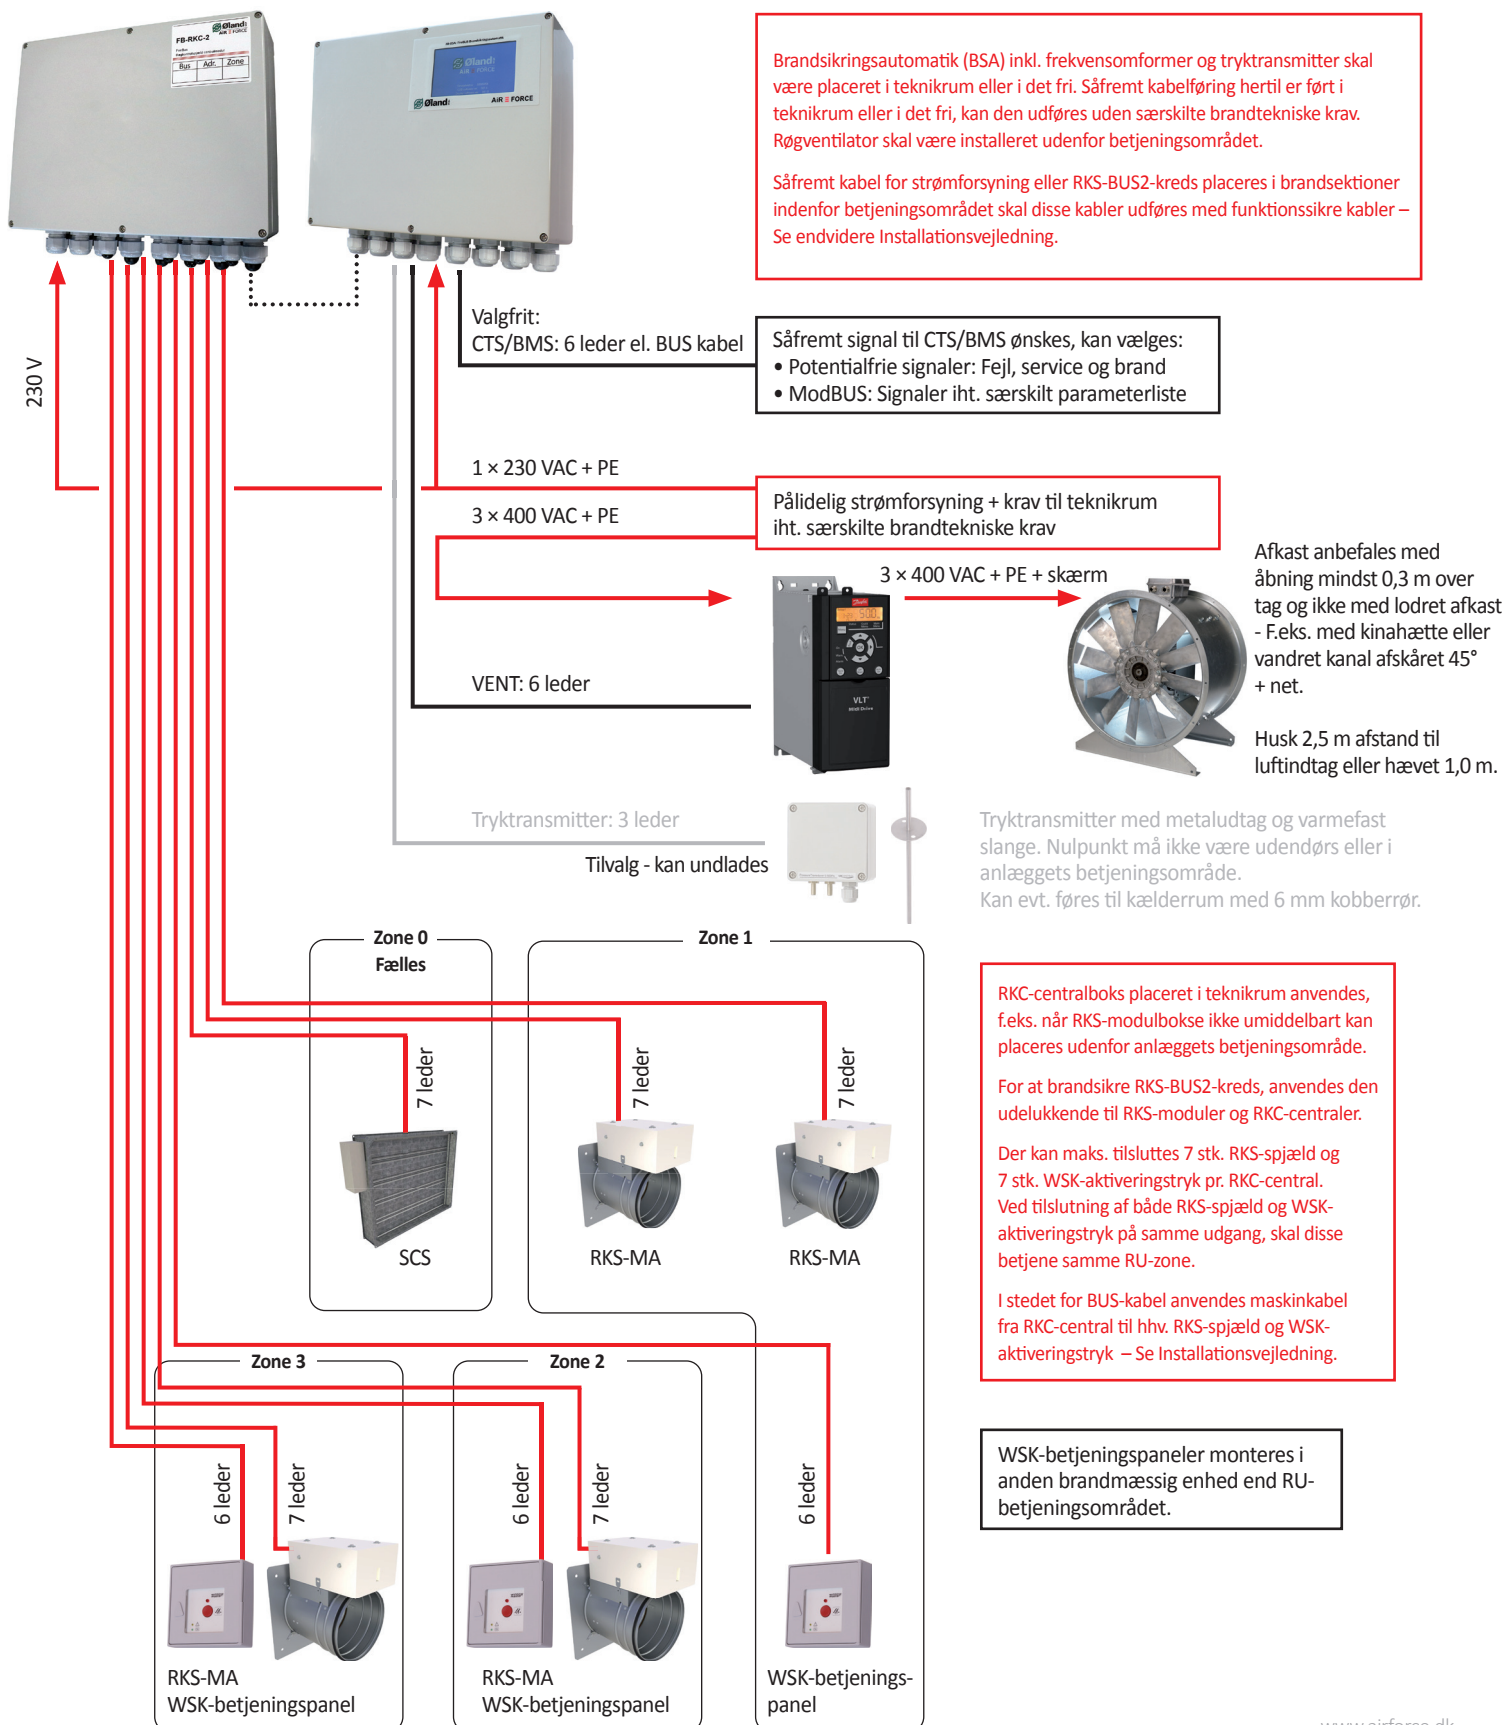 FB-RKC-2
Øland
AiR FORCE
Bus Adr. Zone
Øland
AiR FORCE
Øland
AiR FORCE
Brandsikringsautomatik (BSA) inkl. frekvensomformer og tryktransmitter skal
være placeret i teknikrum eller i det fri. Såfremt kabelføring hertil er ført i
teknikrum eller i det fri, kan den udføres uden særskilte brandtekniske krav.
Røgventilator skal være installeret udenfor betjeningsområdet.
Såfremt kabel for strømforsyning eller RKS-BUS2-kreds placeres i brandsektioner
indenfor betjeningsområdet skal disse kabler udføres med funktionssikre kabler –
Se endvidere Installationsvejledning.
230 V
Valgfrit:
CTS/BMS: 6 leder el. BUS kabel
Såfremt signal til CTS/BMS ønskes, kan vælges:
• Potentialfrie signaler: Fejl, service og brand
• ModBUS: Signaler iht. særskilt parameterliste
1 × 230 VAC + PE
3 × 400 VAC + PE
Pålidelig strømforsyning + krav til teknikrum
iht. særskilte brandtekniske krav
3 × 400 VAC + PE + skærm
Afkast anbefales med
åbning mindst 0,3 m over
tag og ikke med lodret afkast
- F.eks. med kinahætte eller
vandret kanal afskåret 45°
+ net.
Husk 2,5 m afstand til
luftindtag eller hævet 1,0 m.
VENT: 6 leder
Danfoss
VLT
Midi Drive
Tryktransmitter: 3 leder
Tilvalg - kan undlades
Tryktransmitter med metaludtag og varmefast
slange. Nulpunkt må ikke være udendørs eller i
anlæggets betjeningsområde.
Kan evt. føres til kælderrum med 6 mm kobberrør.
Zone 0
Fælles
Zone 1
7 leder
7 leder
7 leder
SCS
RKS-MA
RKS-MA
RKC-centralboks placeret i teknikrum anvendes,
f.eks. når RKS-modulbokse ikke umiddelbart kan
placeres udenfor anlæggets betjeningsområde.
For at brandsikre RKS-BUS2-kreds, anvendes den
udelukkende til RKS-moduler og RKC-centraler.
Der kan maks. tilsluttes 7 stk. RKS-spjæld og
7 stk. WSK-aktiveringstryk pr. RKC-central.
Ved tilslutning af både RKS-spjæld og WSK-
aktiveringstryk på samme udgang, skal disse
betjene samme RU-zone.
I stedet for BUS-kabel anvendes maskinkabel
fra RKC-central til hhv. RKS-spjæld og WSK-
aktiveringstryk – Se Installationsvejledning.
Zone 3
Zone 2
6 leder
7 leder
6 leder
7 leder
6 leder
WSK-betjeningspaneler monteres i
anden brandmæssig enhed end RU-
betjeningsområdet.
RKS-MA
WSK-betjeningspanel
RKS-MA
WSK-betjeningspanel
WSK-betjenings-
panel